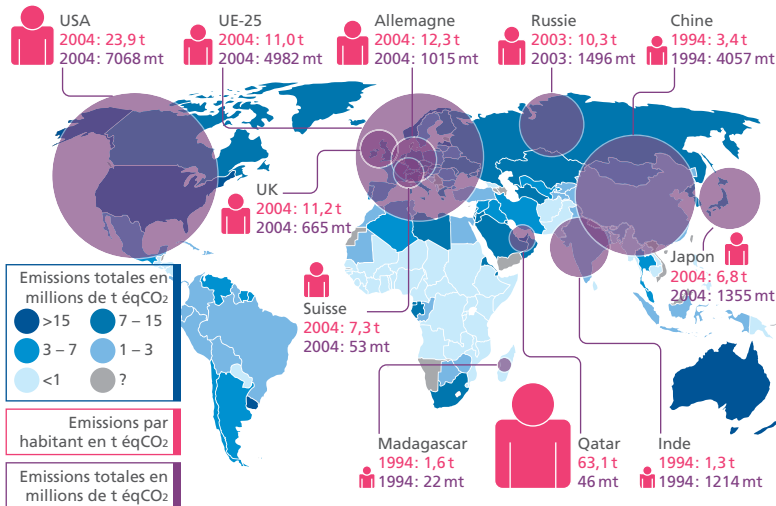 USA
2004: 23,9 t
2004: 7068 mt
UE-25
2004: 11,0 t
2004: 4982 mt
Allemagne
2004: 12,3 t
2004: 1015 mt
Russie
2003: 10,3 t
2003: 1496 mt
Chine
1994: 3,4 t
1994: 4057 mt
UK
2004: 11,2 t
2004: 665 mt
Japon
2004: 6,8 t
2004: 1355 mt
Suisse
2004: 7,3 t
2004: 53 mt
Emissions totales en
millions de t éqCO₂
>15
7 – 15
3 – 7
1 – 3
<1
?
Emissions par
habitant en t éqCO₂
Emissions totales en
millions de t éqCO₂
Madagascar
1994: 1,6 t
1994: 22 mt
Qatar
63,1 t
46 mt
Inde
1994: 1,3 t
1994: 1214 mt